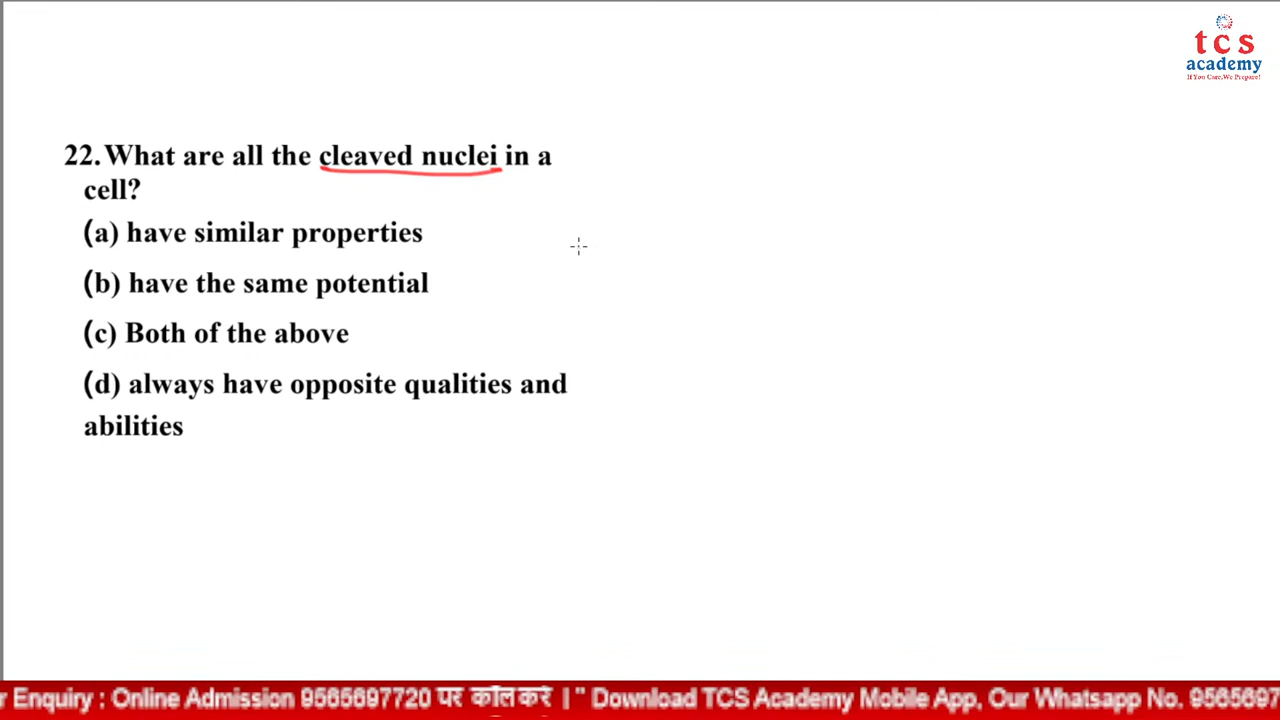 tcs
academy
If You Care,We Prepare!
22.What are all the cleaved nuclei in a
cell?
(a) have similar properties
(b) have the same potential
(c) Both of the above
(d) always have opposite qualities and
abilities
r Enquiry : Online Admission 9565697720 पर कॉल करें | " Download TCS Academy Mobile App, Our Whatsapp No. 9565697